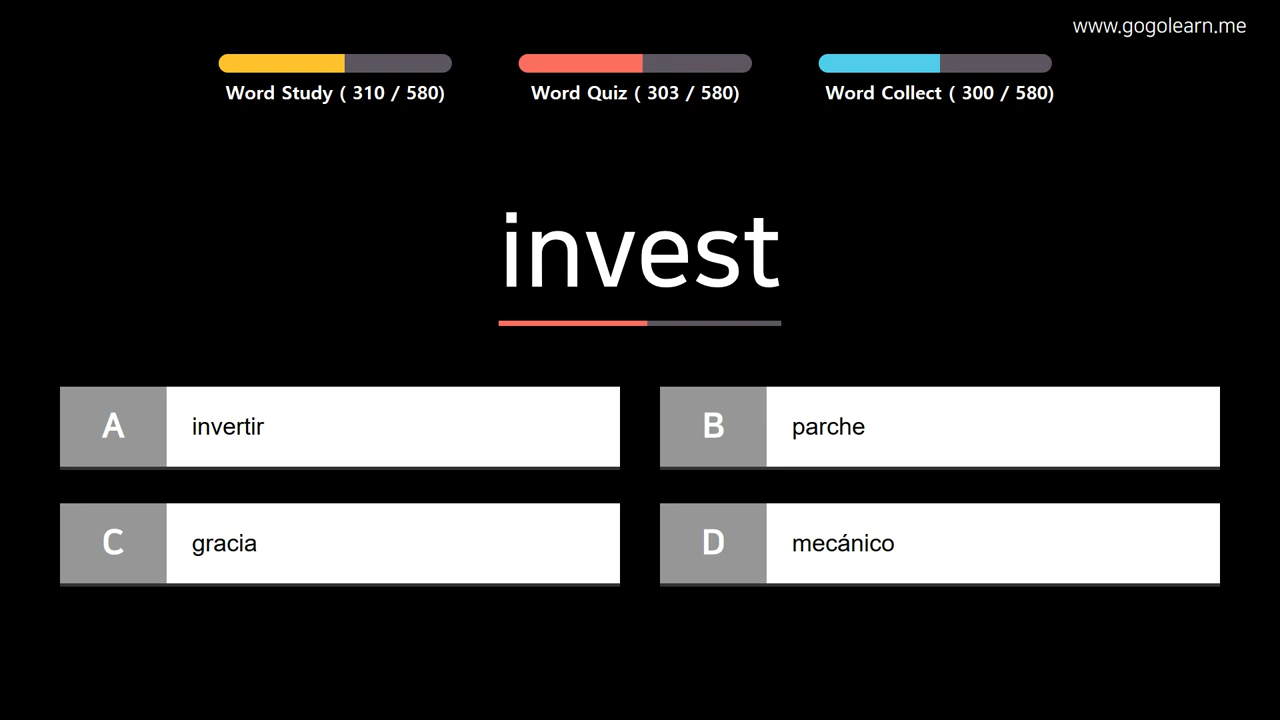 www.gogolearn.me
Word Study ( 310 / 580)
Word Quiz ( 303 / 580)
Word Collect ( 300 / 580)
invest
A invertir
B parche
C gracia
D mecánico